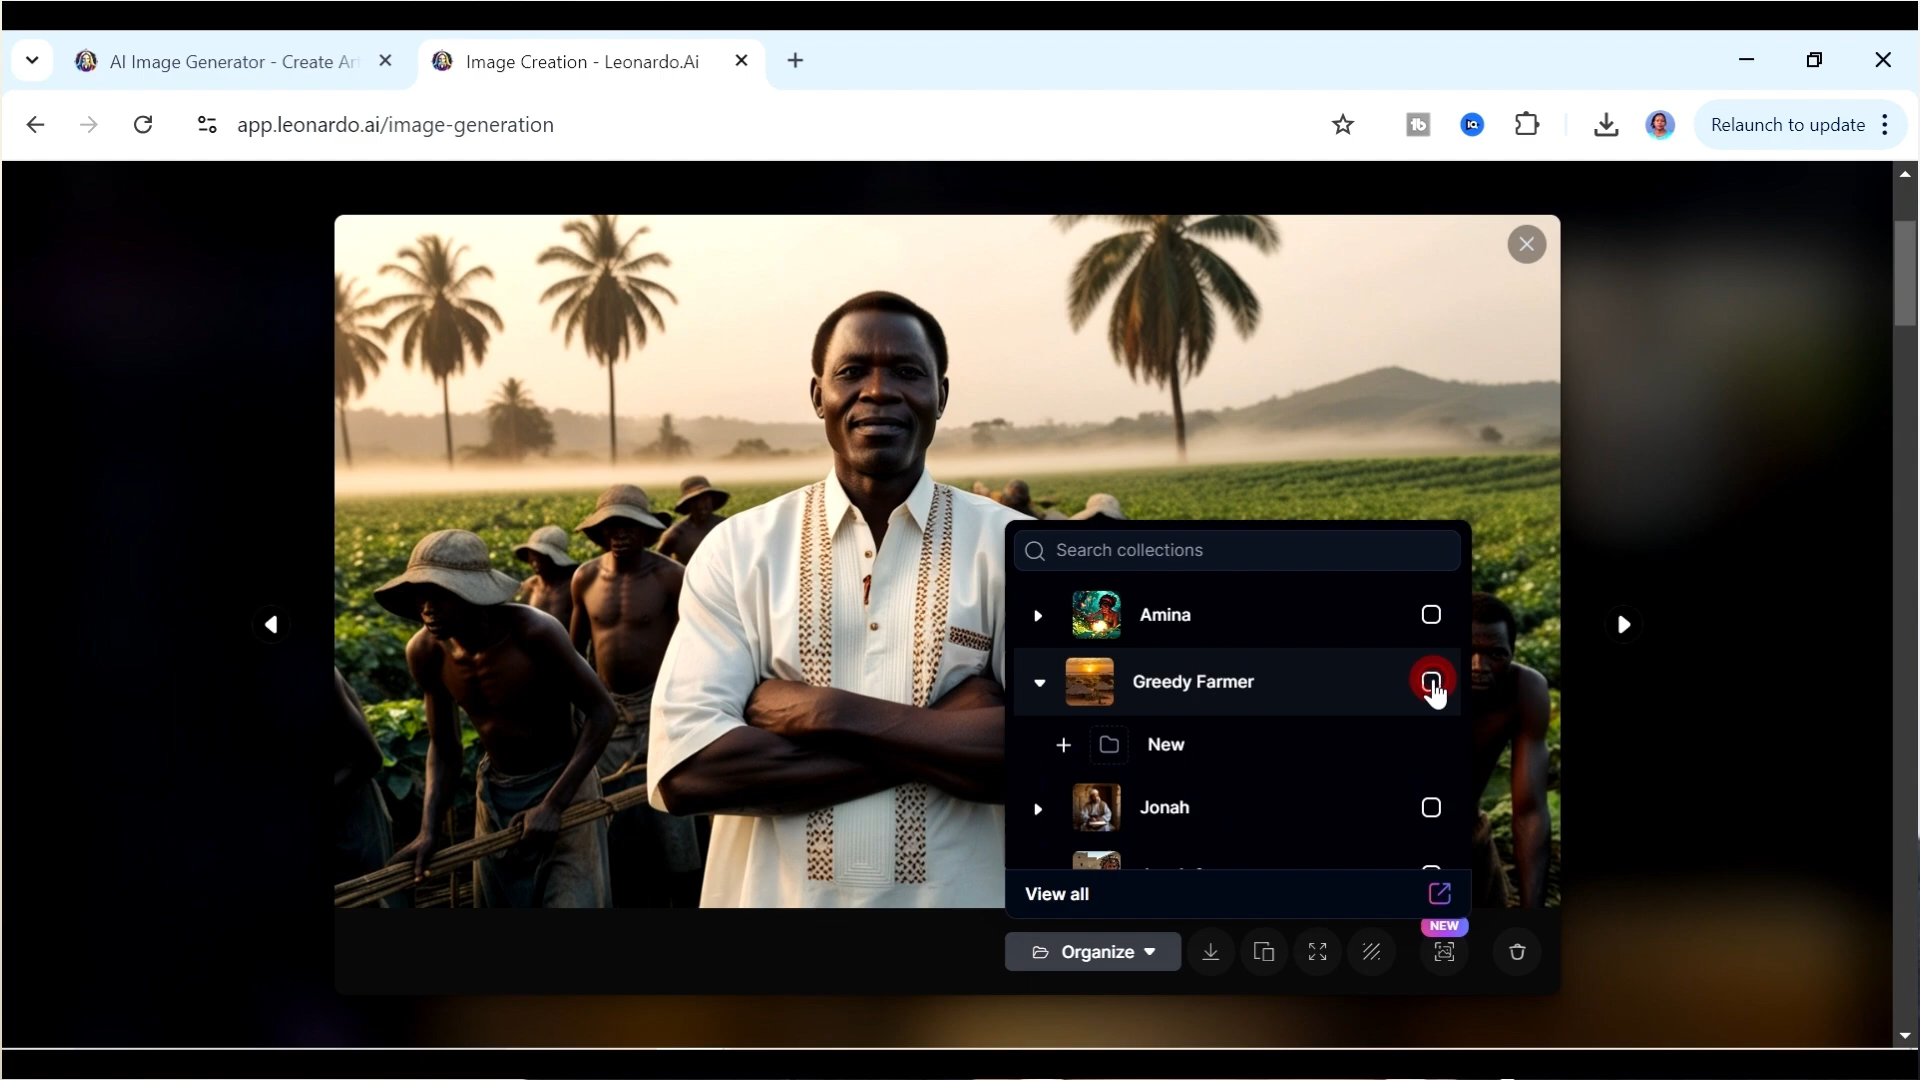 AI Image Generator - Create Ar
Image Creation - Leonardo.Ai
app.leonardo.ai/image-generation
Relaunch to update
Search collections
Amina
Greedy Farmer
New
Jonah
View all
NEW
Organize